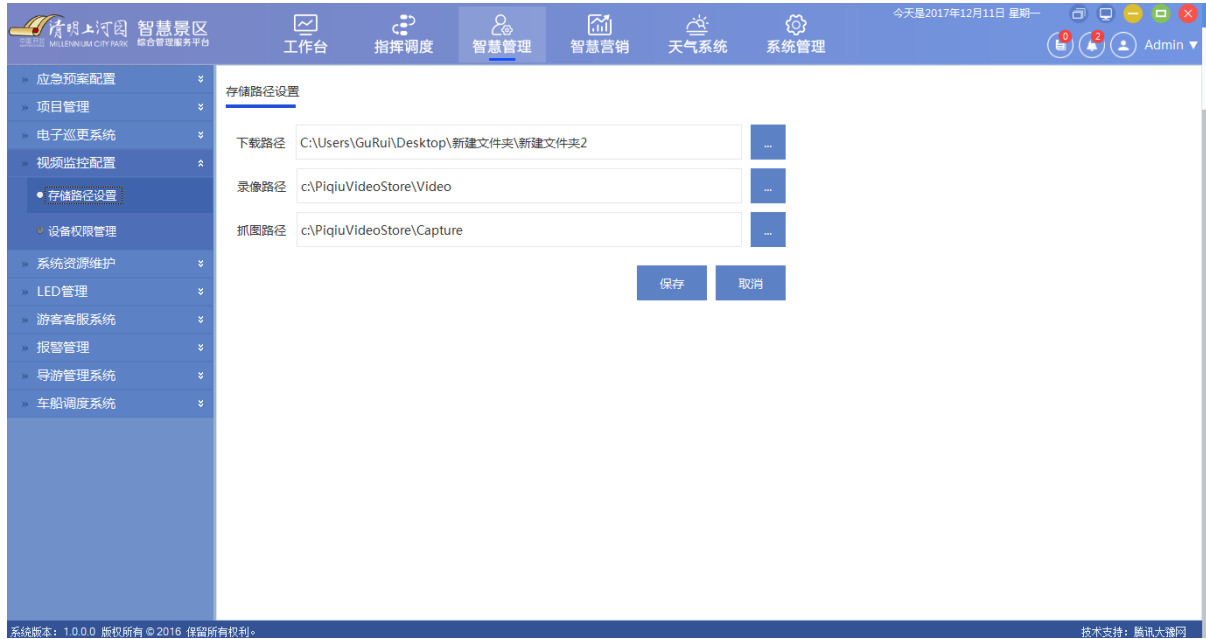 清明上河园
MILLENNIUM CITY PARK
智慧景区
综合管理服务平台
工作台
指挥调度
智慧管理
智慧营销
天气系统
系统管理
今天是2017年12月11日 星期一
0
2
Admin
应急预案配置
项目管理
电子巡更系统
视频监控配置
存储路径设置
设备权限管理
系统资源维护
LED管理
游客客服系统
报警管理
导游管理系统
车船调度系统
存储路径设置
下载路径 C:\Users\GuRui\Desktop\新建文件夹\新建文件夹2 ...
录像路径 c:\PiqiuVideoStore\Video ...
抓图路径 c:\PiqiuVideoStore\Capture ...
保存 取消
系统版本：1.0.0.0 版权所有©2016 保留所有权利。
技术支持：腾讯大豫网